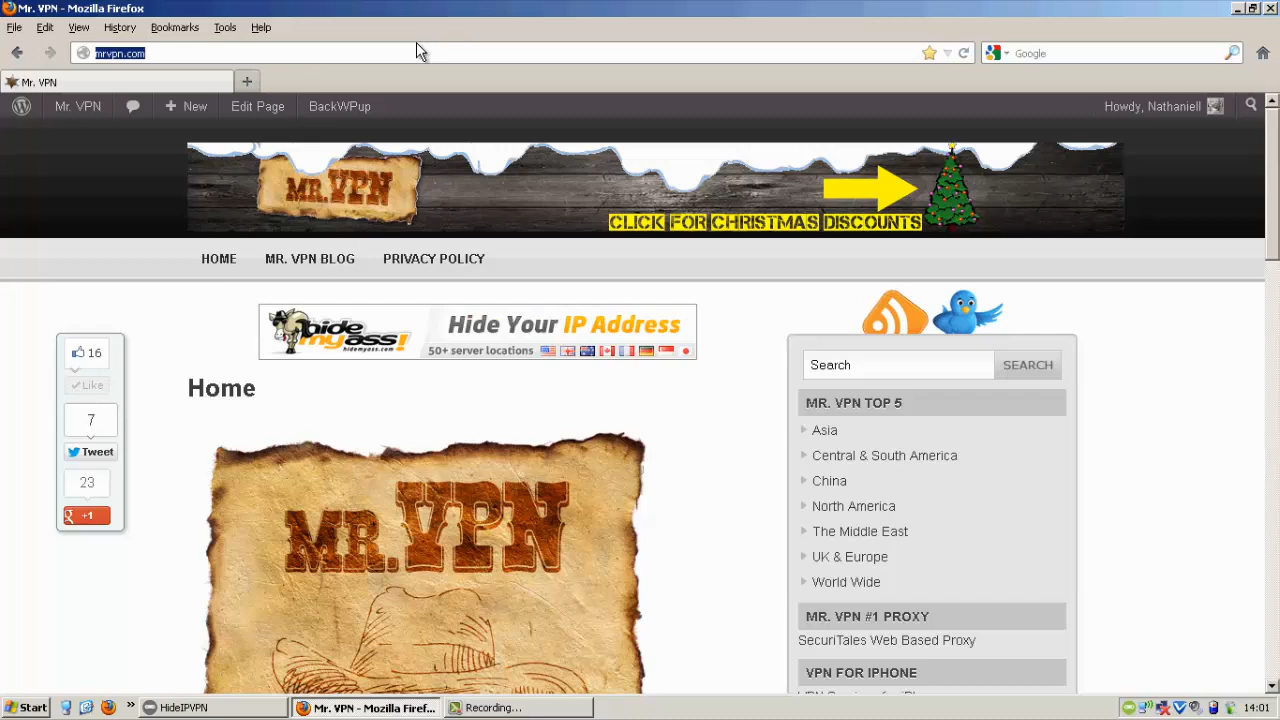 Mr. VPN - Mozilla Firefox
File Edit View History Bookmarks Tools Help
mrvpn.com
Google
Mr. VPN
Mr. VPN New Edit Page BackWPup Howdy, Nathaniell
MR. VPN
CLICK FOR CHRISTMAS DISCOUNTS
HOME MR. VPN BLOG PRIVACY POLICY
hide my ass!
hidemyass.com
Hide Your IP Address
50+ server locations
16
Like
7
Tweet
23
+1
Home
MR. VPN
Search SEARCH
MR. VPN TOP 5
Asia
Central & South America
China
North America
The Middle East
UK & Europe
World Wide
MR. VPN #1 PROXY
SecuriTales Web Based Proxy
VPN FOR IPHONE
Start HideIPVPN Mr. VPN - Mozilla Firef... Recording... 14:01